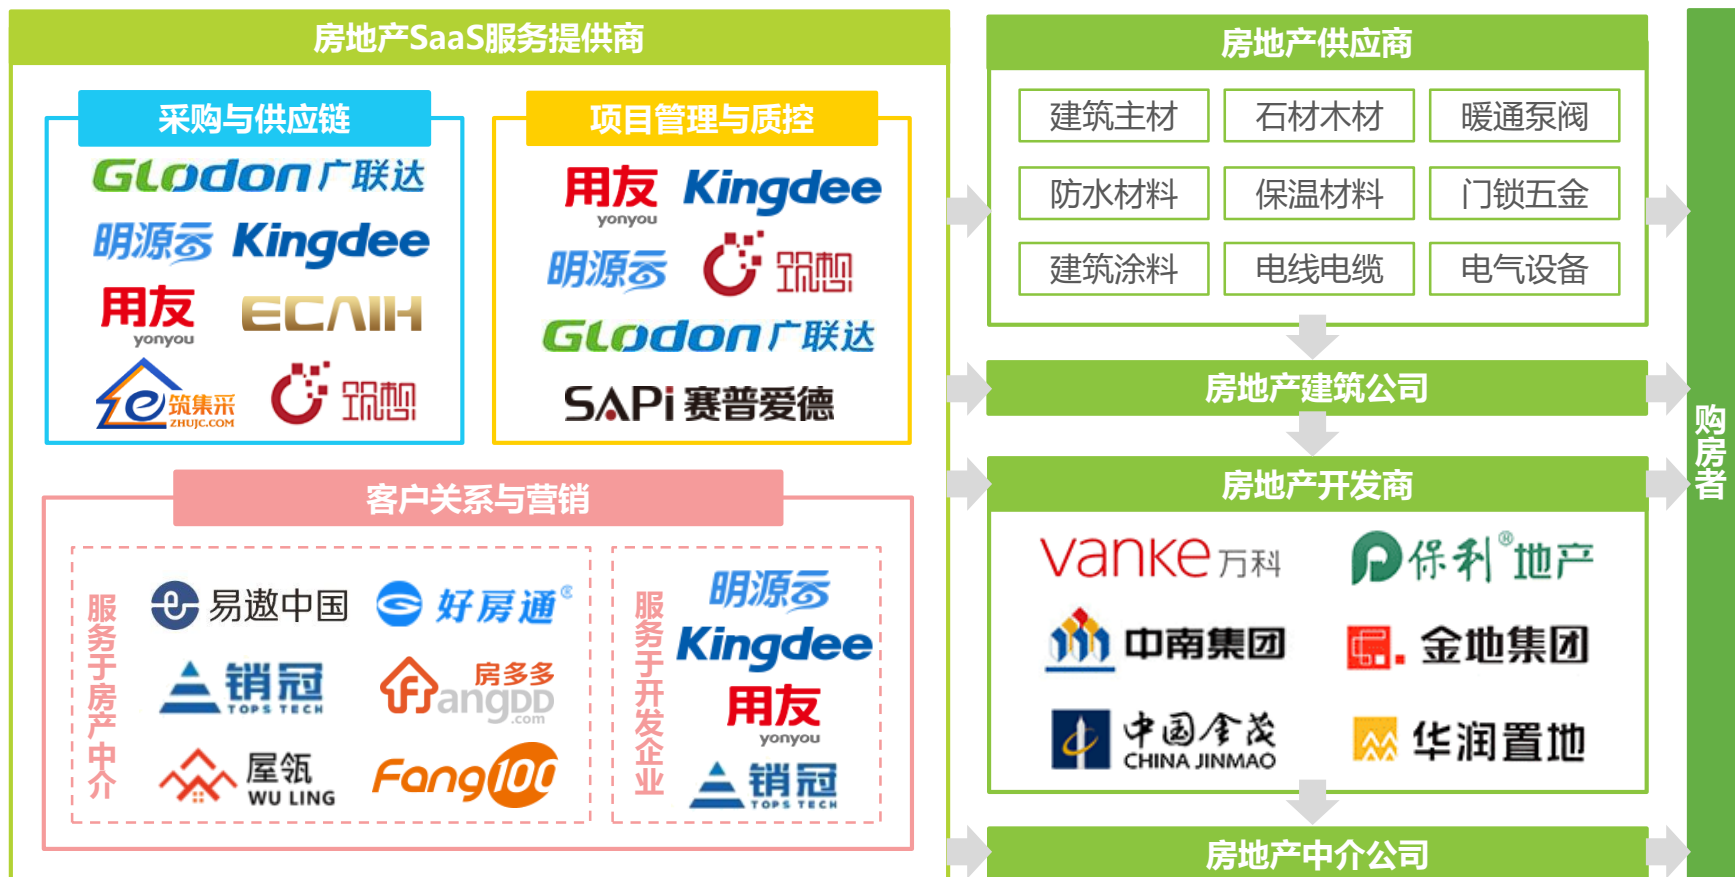 房地产SaaS服务提供商
采购与供应链
GLodon广联达
明源云
Kingdee
用友
yonyou
ECAIH
e筑集采
ZHUJC.COM
筑想
项目管理与质控
用友
yonyou
Kingdee
明源云
筑想
GLodon广联达
SAPi 赛普爱德
客户关系与营销
服务于房产中介
易遨中国
好房通
销冠
TOPS TECH
房多多
FangDD
.com
屋瓴
WU LING
Fang100
服务于开发企业
明源云
Kingdee
用友
yonyou
销冠
TOPS TECH
房地产供应商
建筑主材
石材木材
暖通泵阀
防水材料
保温材料
门锁五金
建筑涂料
电线电缆
电气设备
房地产建筑公司
房地产开发商
vanke万科
保利®地产
中南集团
金地集团
中国金茂
CHINA JINMAO
华润置地
房地产中介公司
购房者